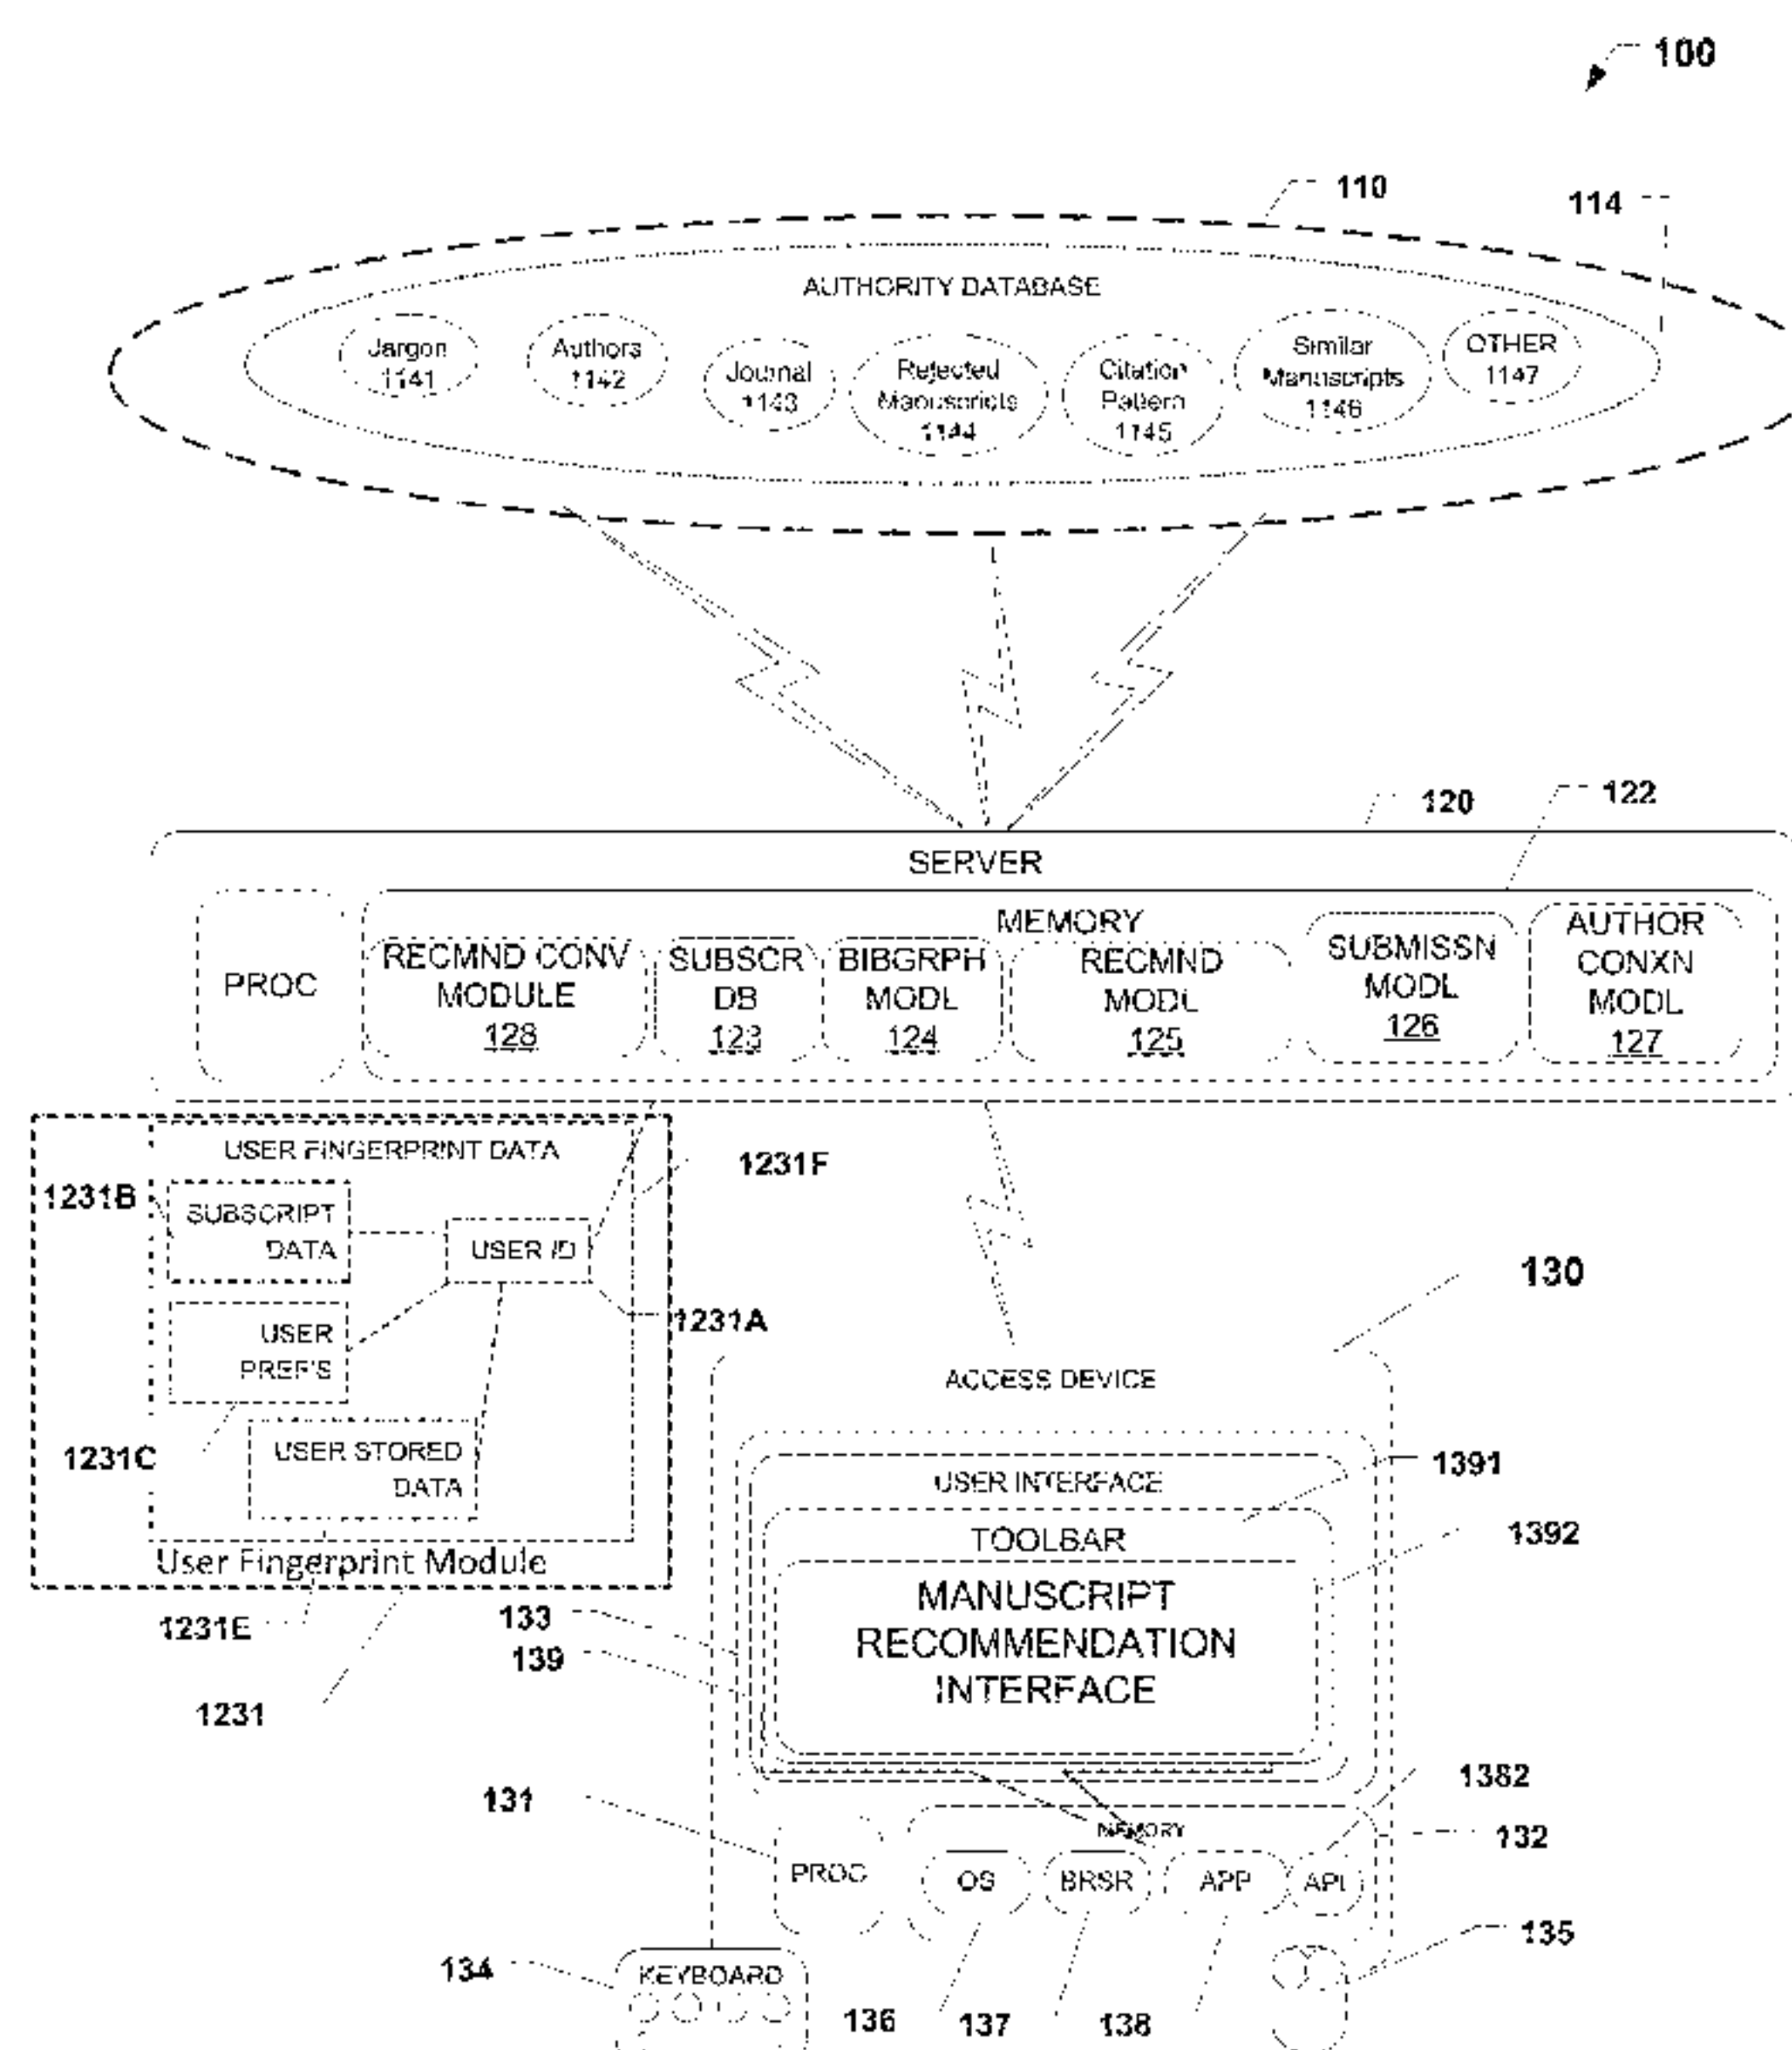 100
110
114
AUTHORITY DATABASE
Jargon
1141
Authors
1142
Journal
1143
Rejected
Manuscripts
1144
Citation
Pattern
1145
Similar
Manuscripts
1146
OTHER
1147
120
122
SERVER
PROC
MEMORY
RECMND CONV
MODULE
128
SUBSCR
DB
123
BIBGRPH
MODL
124
RECMND
MODL
125
SUBMISSN
MODL
126
AUTHOR
CONXN
MODL
127
USER FINGERPRINT DATA
1231F
1231B
SUBSCRIPT
DATA
USER ID
1231A
USER
PREF'S
1231C
USER STORED
DATA
User Fingerprint Module
1231E
1231
130
ACCESS DEVICE
1391
USER INTERFACE
1392
TOOLBAR
MANUSCRIPT
RECOMMENDATION
INTERFACE
133
139
131
1382
MEMORY
132
PROC
OS
BRSR
APP
API
134
KEYBOARD
135
136
137
138